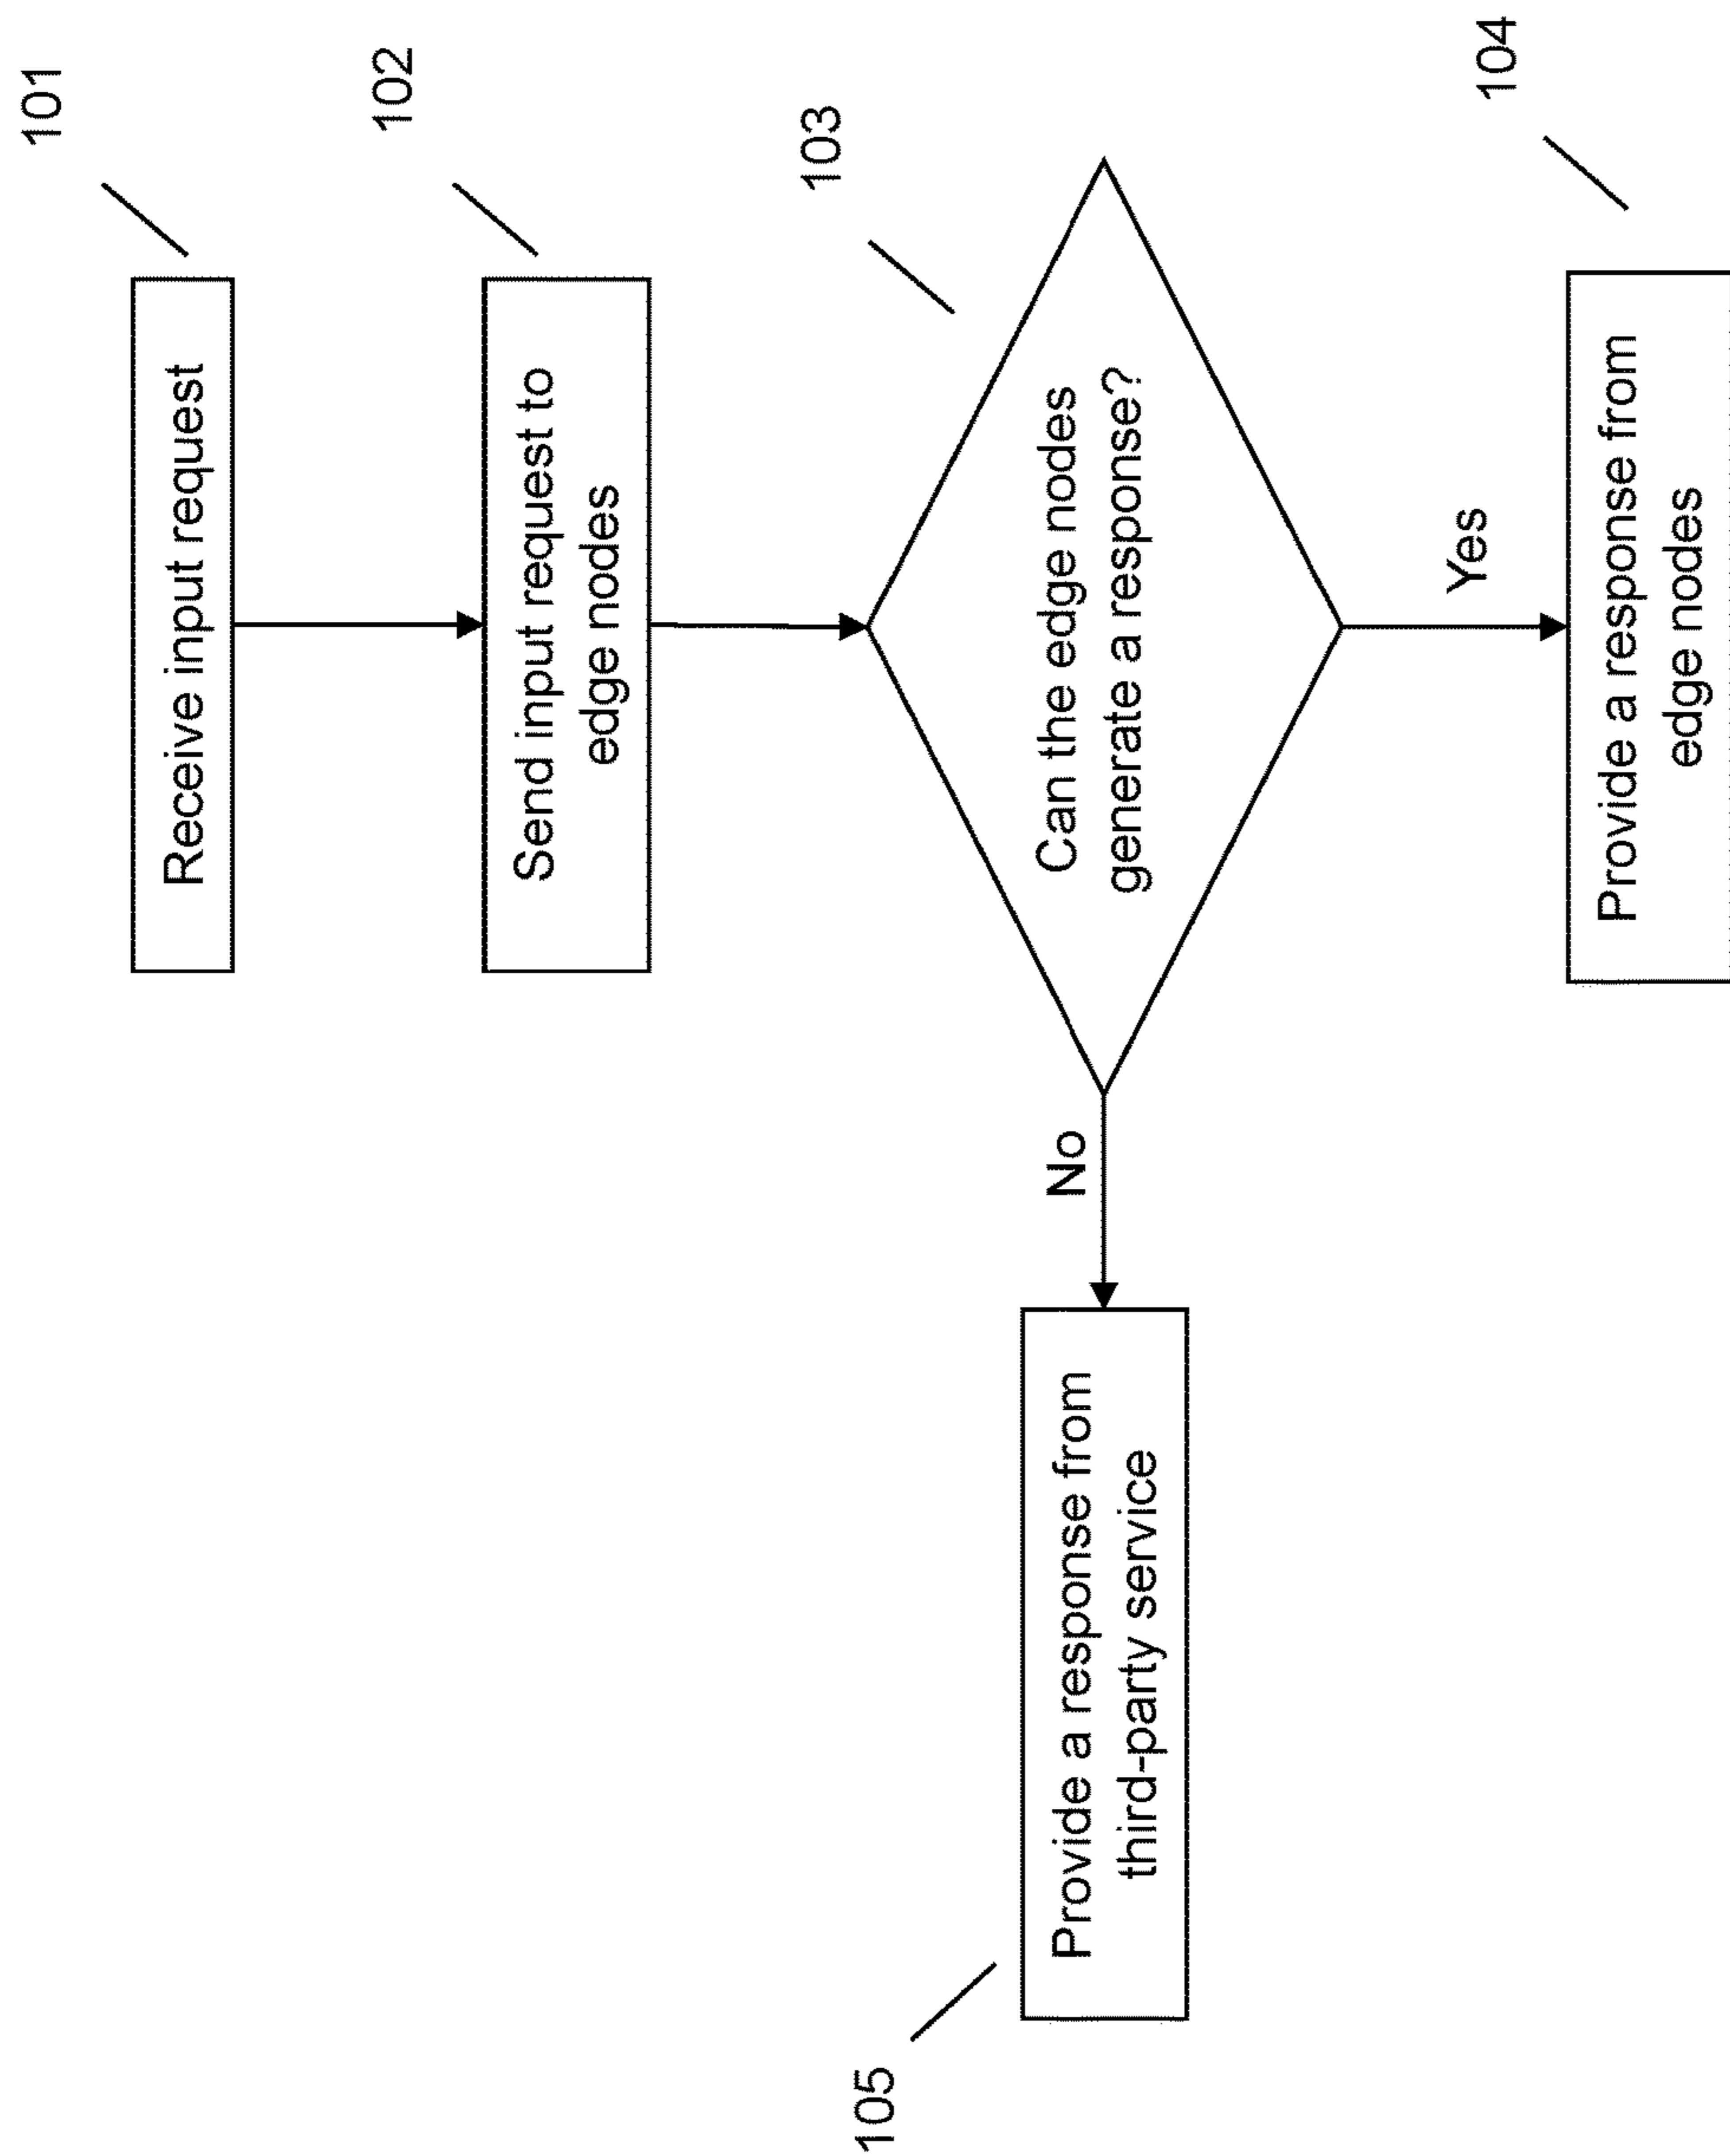 101
Receive input request
102
Send input request to
edge nodes
103
Can the edge nodes
generate a response?
No
Yes
105
Provide a response from
third-party service
104
Provide a response from
edge nodes